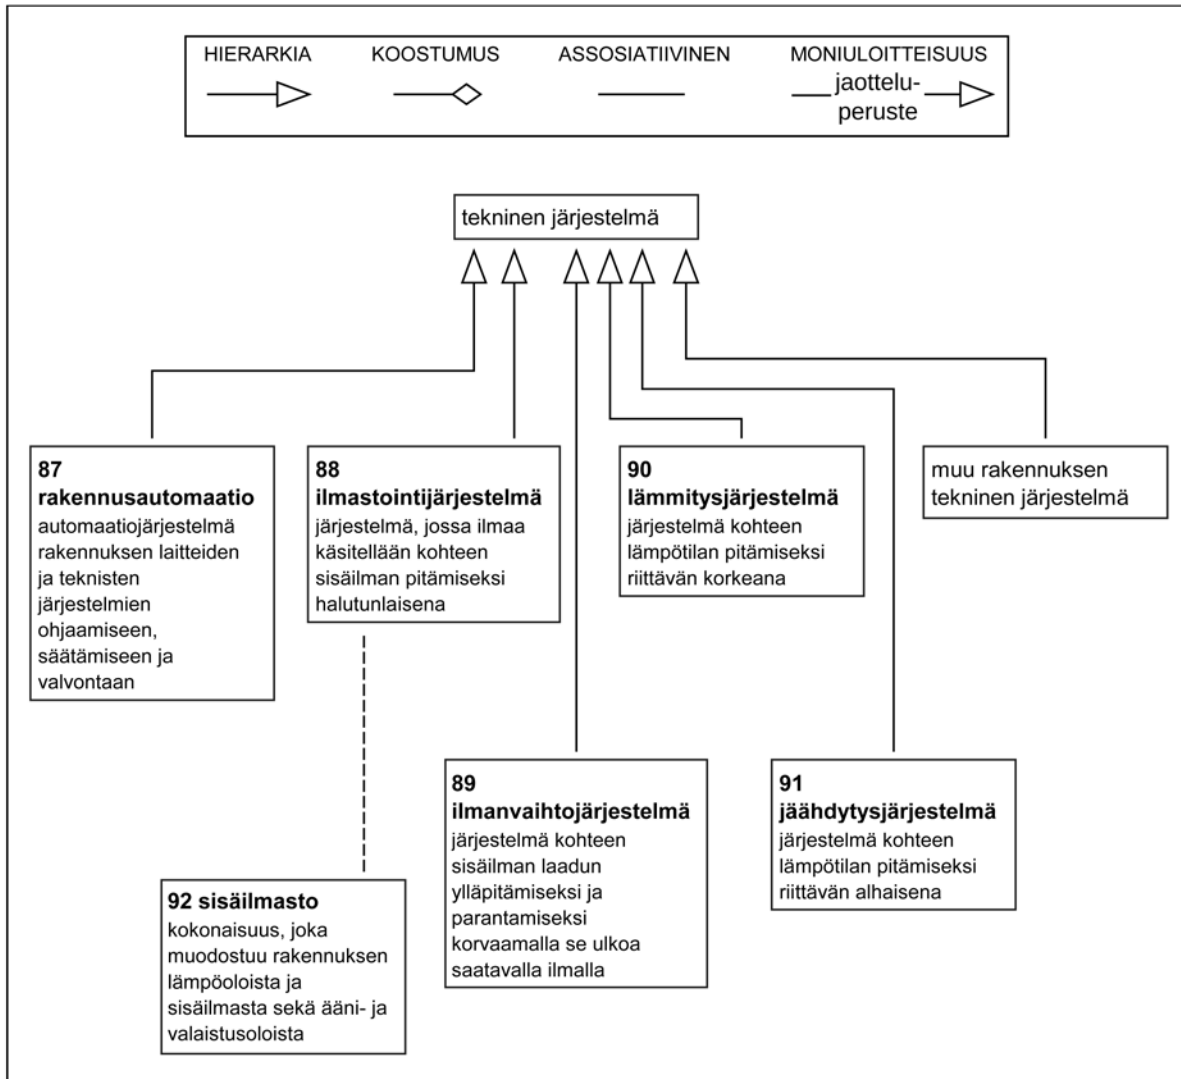 HIERARKIA
KOOSTUMUS
ASSOSIATIIVINEN
MONIULOITTEISUUS
jaottelu-
peruste
tekninen järjestelmä
87
rakennusautomaatio
automaatiojärjestelmä
rakennuksen laitteiden
ja teknisten
järjestelmien
ohjaamiseen,
säätämiseen ja
valvontaan
88
ilmastointijärjestelmä
järjestelmä, jossa ilmaa
käsitellään kohteen
sisäilman pitämiseksi
halutunlaisena
90
lämmitysjärjestelmä
järjestelmä kohteen
lämpötilan pitämiseksi
riittävän korkeana
muu rakennuksen
tekninen järjestelmä
89
ilmanvaihtojärjestelmä
järjestelmä kohteen
sisäilman laadun
ylläpitämiseksi ja
parantamiseksi
korvaamalla se ulkoa
saatavalla ilmalla
91
jäähdytysjärjestelmä
järjestelmä kohteen
lämpötilan pitämiseksi
riittävän alhaisena
92 sisäilmasto
kokonaisuus, joka
muodostuu rakennuksen
lämpöoloista ja
sisäilmasta sekä ääni- ja
valaistusoloista